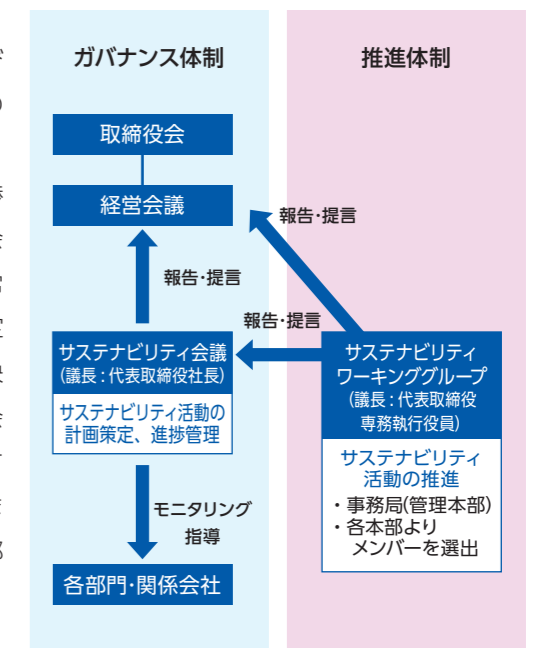 ガバナンス体制
取締役会
経営会議
報告・提言
サステナビリティ会議
(議長：代表取締役社長)
サステナビリティ活動の
計画策定、進捗管理
モニタリング
指導
各部門・関係会社
推進体制
報告・提言
報告・提言
サステナビリティ
ワーキンググループ
(議長：代表取締役
専務執行役員)
サステナビリティ
活動の推進
・事務局(管理本部)
・各本部より
メンバーを選出